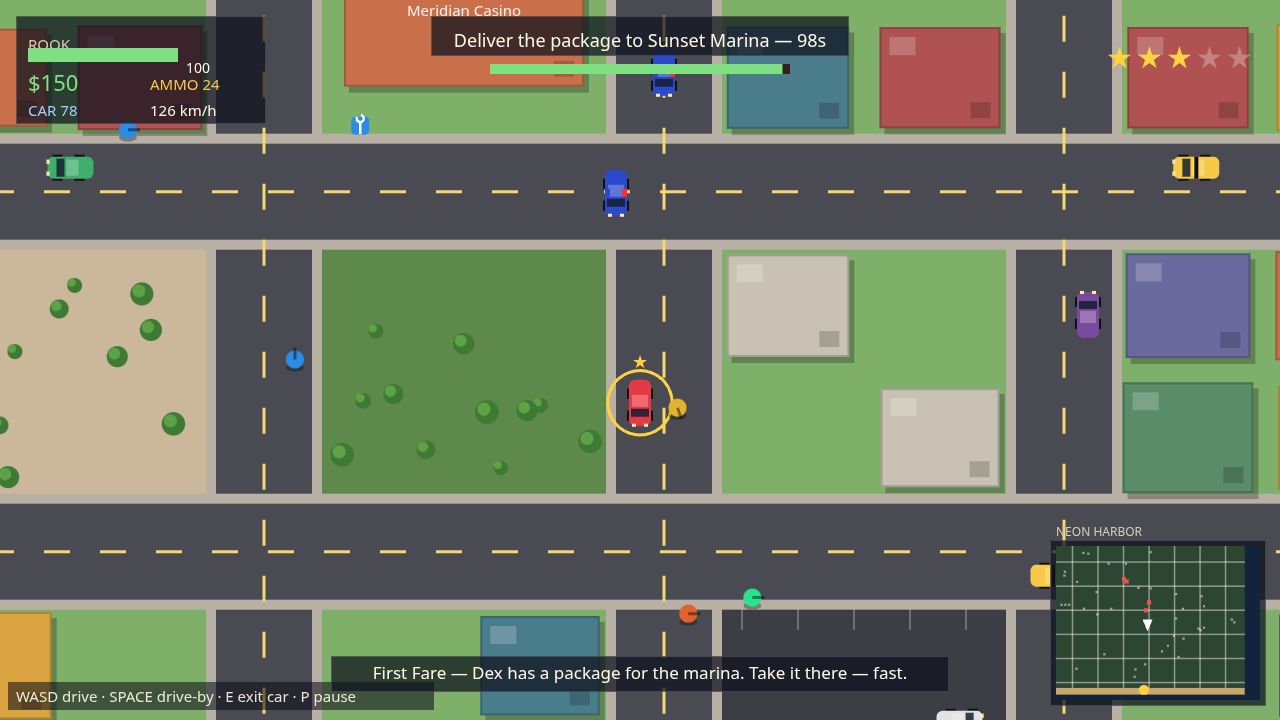 Meridian Casino
Deliver the package to Sunset Marina — 98s
ROOK
100
$150
AMMO 24
CAR 78
126 km/h
NEON HARBOR
First Fare — Dex has a package for the marina. Take it there — fast.
WASD drive · SPACE drive-by · E exit car · P pause